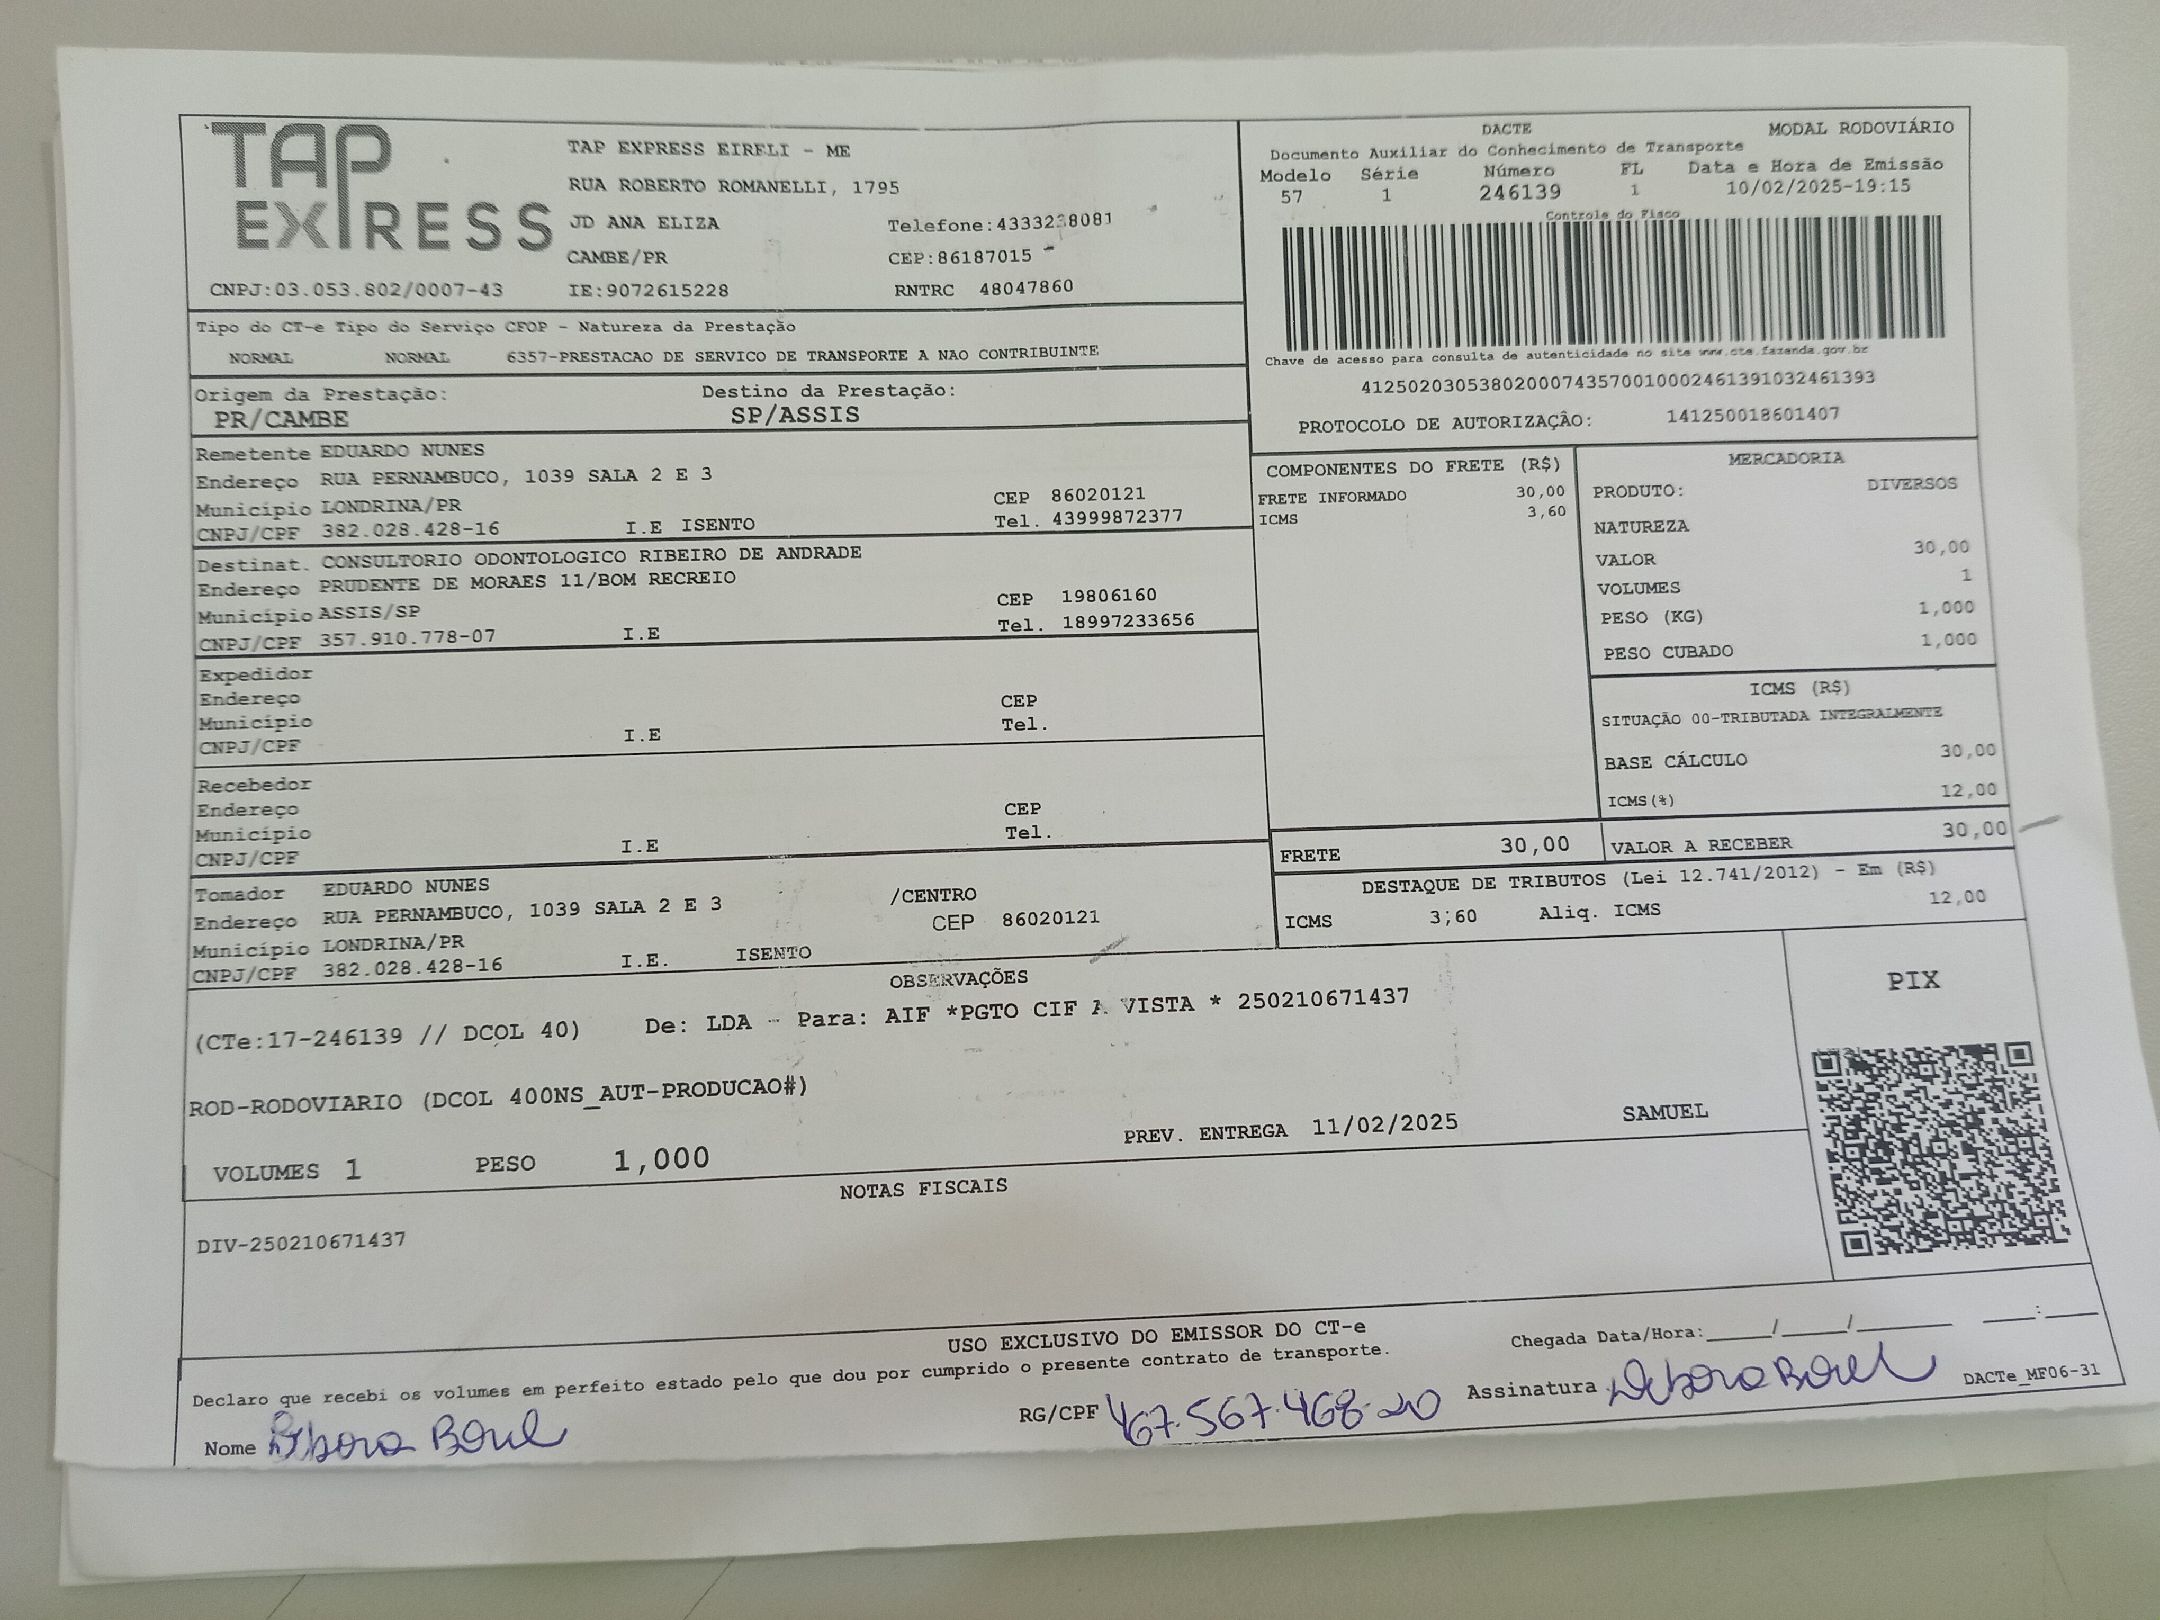 TAP EXPRESS
TAP EXPRESS EIRELI - ME
RUA ROBERTO ROMANELLI, 1795
JD ANA ELIZA
Telefone:4333238081
CAMBE/PR
CEP:86187015
CNPJ:03.053.802/0007-43
IE:9072615228
RNTRC 48047860
DACTE
MODAL RODOVIÁRIO
Documento Auxiliar do Conhecimento de Transporte
Modelo Série Número FL Data e Hora de Emissão
57 1 246139 1 10/02/2025-19:15
Controle do Fisco
Chave de acesso para consulta de autenticidade no site www.cte.fazenda.gov.br
41250203053802000743570010002461391032461393
PROTOCOLO DE AUTORIZAÇÃO: 141250018601407
Tipo do CT-e Tipo do Serviço CFOP - Natureza da Prestação
NORMAL NORMAL 6357-PRESTACAO DE SERVICO DE TRANSPORTE A NAO CONTRIBUINTE
Origem da Prestação: Destino da Prestação:
PR/CAMBE SP/ASSIS
Remetente EDUARDO NUNES
Endereço RUA PERNAMBUCO, 1039 SALA 2 E 3
Município LONDRINA/PR CEP 86020121
CNPJ/CPF 382.028.428-16 I.E ISENTO Tel. 43999872377
Destinat. CONSULTORIO ODONTOLOGICO RIBEIRO DE ANDRADE
Endereço PRUDENTE DE MORAES 11/BOM RECREIO
Município ASSIS/SP CEP 19806160
CNPJ/CPF 357.910.778-07 I.E Tel. 18997233656
Expedidor
Endereço CEP
Município Tel.
CNPJ/CPF I.E
Recebedor
Endereço CEP
Município Tel.
CNPJ/CPF I.E
Tomador EDUARDO NUNES /CENTRO
Endereço RUA PERNAMBUCO, 1039 SALA 2 E 3 CEP 86020121
Município LONDRINA/PR
CNPJ/CPF 382.028.428-16 I.E. ISENTO
COMPONENTES DO FRETE (R$)
FRETE INFORMADO 30,00
ICMS 3,60
MERCADORIA
PRODUTO: DIVERSOS
NATUREZA
VALOR 30,00
VOLUMES 1
PESO (KG) 1,000
PESO CUBADO 1,000
ICMS (R$)
SITUAÇÃO 00-TRIBUTADA INTEGRALMENTE
BASE CÁLCULO 30,00
ICMS(%) 12,00
FRETE 30,00 VALOR A RECEBER 30,00
DESTAQUE DE TRIBUTOS (Lei 12.741/2012) - Em (R$)
ICMS 3;60 Aliq. ICMS 12,00
OBSERVAÇÕES
(CTe:17-246139 // DCOL 40) De: LDA - Para: AIF *PGTO CIF A VISTA * 250210671437
ROD-RODOVIARIO (DCOL 400NS_AUT-PRODUCAO#)
PREV. ENTREGA 11/02/2025 SAMUEL
VOLUMES 1 PESO 1,000
PIX
NOTAS FISCAIS
DIV-250210671437
USO EXCLUSIVO DO EMISSOR DO CT-e
Declaro que recebi os volumes em perfeito estado pelo que dou por cumprido o presente contrato de transporte.
Chegada Data/Hora:____/____/______ ___:___
Nome Débora
RG/CPF 467.567.468-20
Assinatura Débora
DACTe_MF06-31